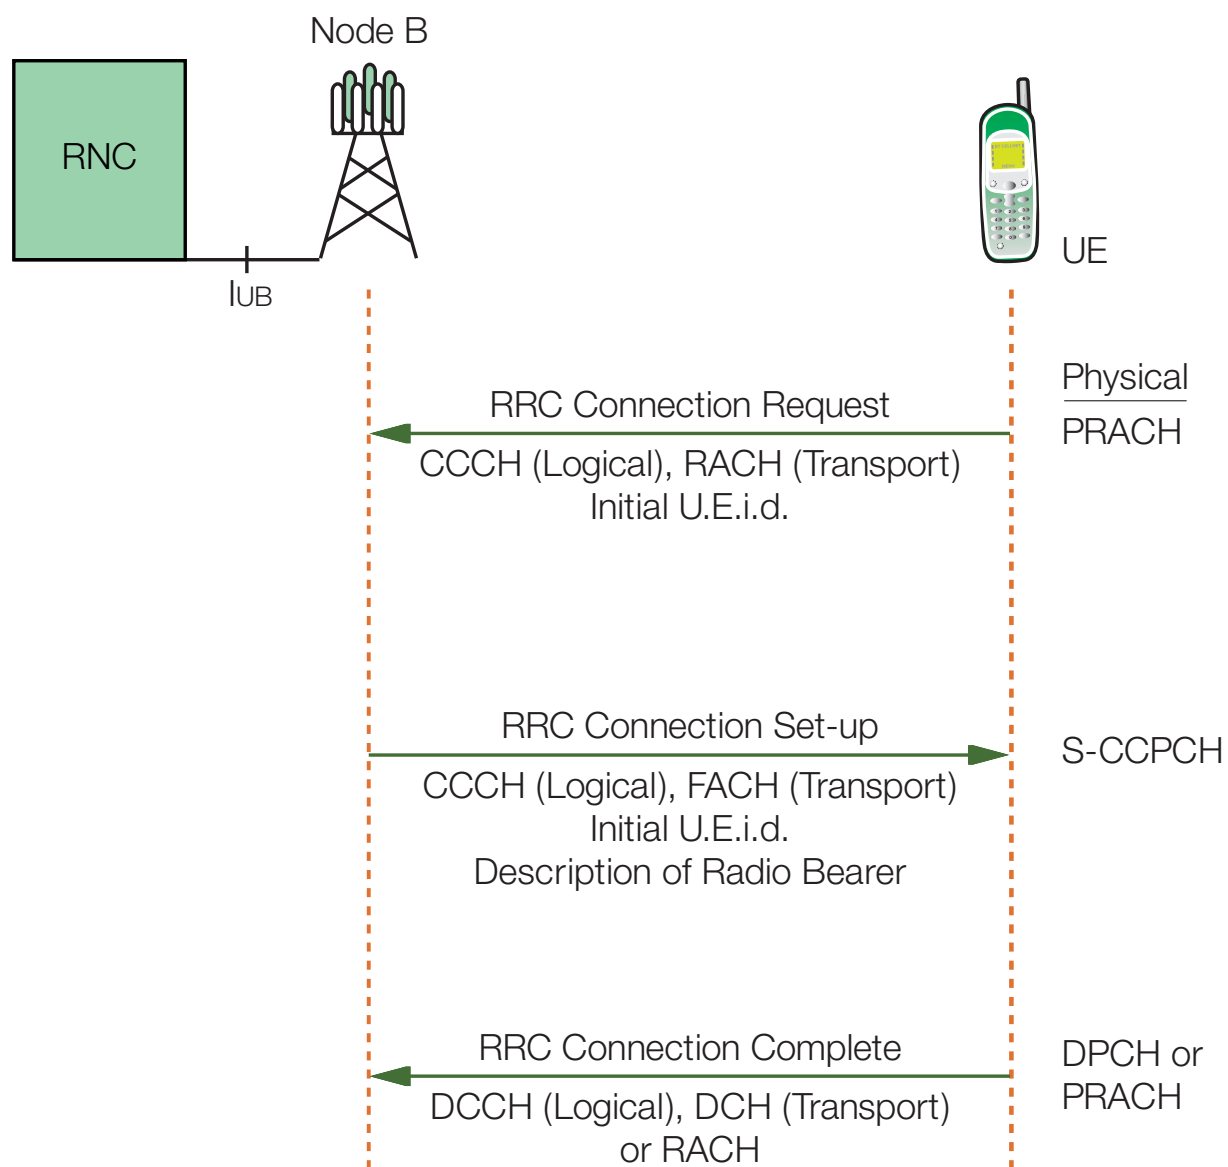 Node B
RNC
IUB
UE
Physical
RRC Connection Request
PRACH
CCCH (Logical), RACH (Transport)
Initial U.E.i.d.
RRC Connection Set-up
S-CCPCH
CCCH (Logical), FACH (Transport)
Initial U.E.i.d.
Description of Radio Bearer
RRC Connection Complete
DPCH or
PRACH
DCCH (Logical), DCH (Transport)
or RACH